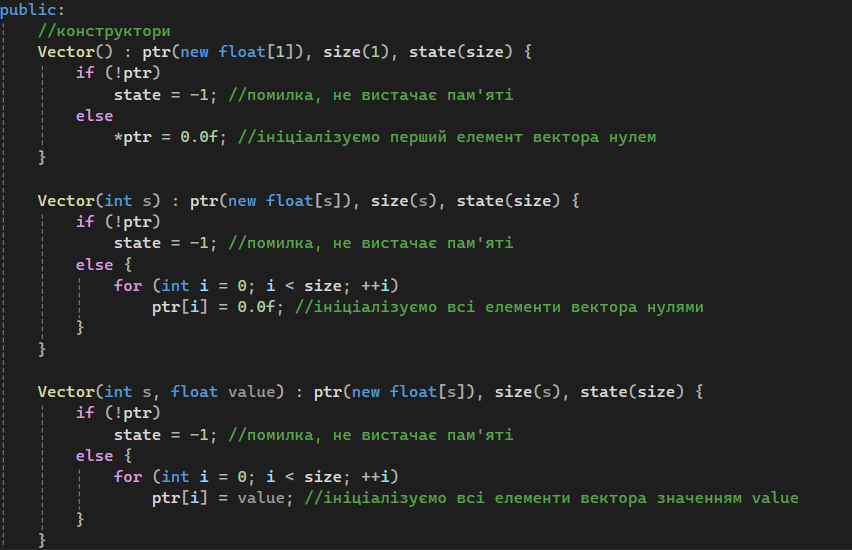 public:
//конструктори
Vector() : ptr(new float[1]), size(1), state(size) {
if (!ptr)
state = -1; //помилка, не вистачає пам'яті
else
*ptr = 0.0f; //ініціалізуємо перший елемент вектора нулем
}
Vector(int s) : ptr(new float[s]), size(s), state(size) {
if (!ptr)
state = -1; //помилка, не вистачає пам'яті
else {
for (int i = 0; i < size; ++i)
ptr[i] = 0.0f; //ініціалізуємо всі елементи вектора нулями
}
}
Vector(int s, float value) : ptr(new float[s]), size(s), state(size) {
if (!ptr)
state = -1; //помилка, не вистачає пам'яті
else {
for (int i = 0; i < size; ++i)
ptr[i] = value; //ініціалізуємо всі елементи вектора значенням value
}
}